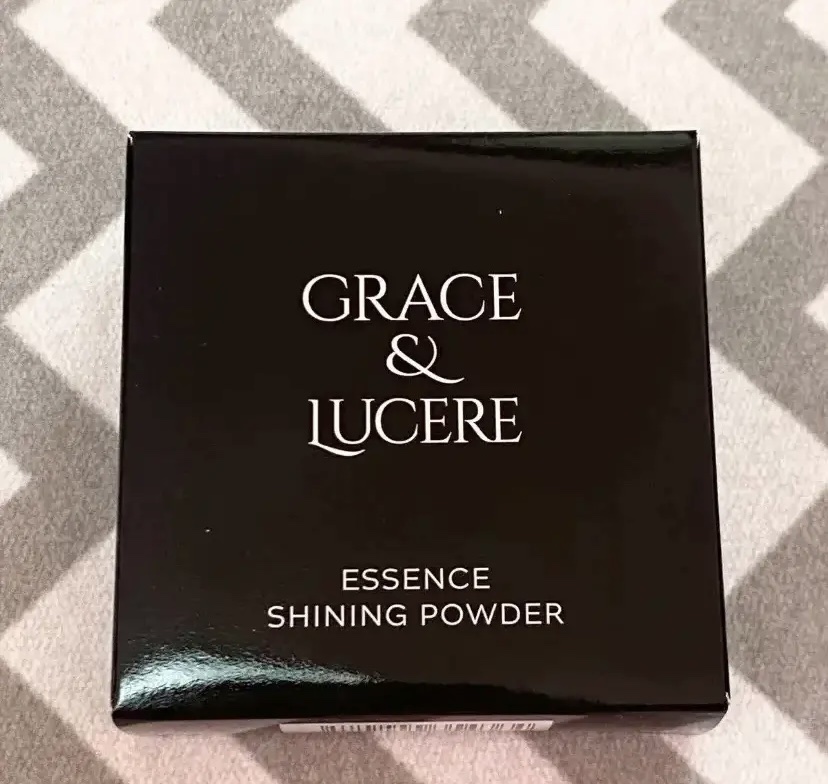 GRACE
&
LUCERE
ESSENCE
SHINING POWDER